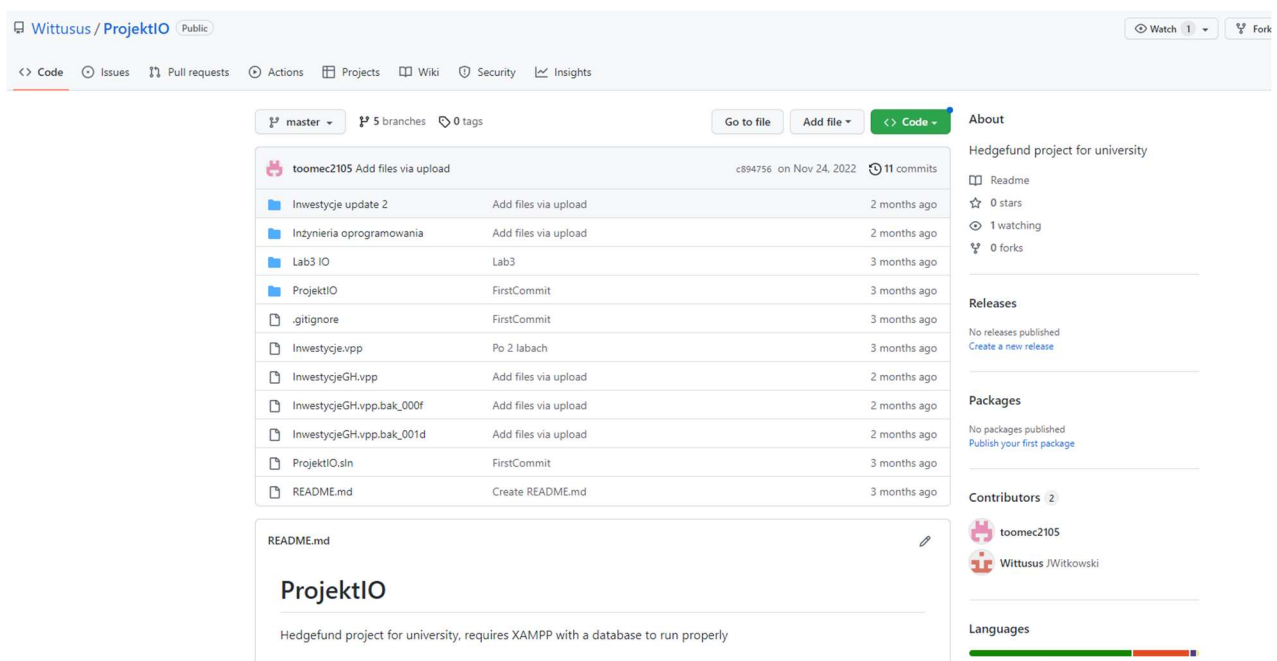 Wittusus / ProjektIO Public
Watch 1 Fork
Code Issues Pull requests Actions Projects Wiki Security Insights
master 5 branches 0 tags Go to file Add file Code
toomec2105 Add files via upload c894756 on Nov 24, 2022 11 commits
Inwestycje update 2 Add files via upload 2 months ago
Inżynieria oprogramowania Add files via upload 2 months ago
Lab3 IO Lab3 3 months ago
ProjektIO FirstCommit 3 months ago
.gitignore FirstCommit 3 months ago
Inwestycje.vpp Po 2 labach 3 months ago
InwestycjeGH.vpp Add files via upload 2 months ago
InwestycjeGH.vpp.bak_000f Add files via upload 2 months ago
InwestycjeGH.vpp.bak_001d Add files via upload 2 months ago
ProjektIO.sln FirstCommit 3 months ago
README.md Create README.md 3 months ago
README.md
ProjektIO
Hedgefund project for university, requires XAMPP with a database to run properly
About
Hedgefund project for university
Readme
0 stars
1 watching
0 forks
Releases
No releases published
Create a new release
Packages
No packages published
Publish your first package
Contributors 2
toomec2105
Wittusus JWitkowski
Languages